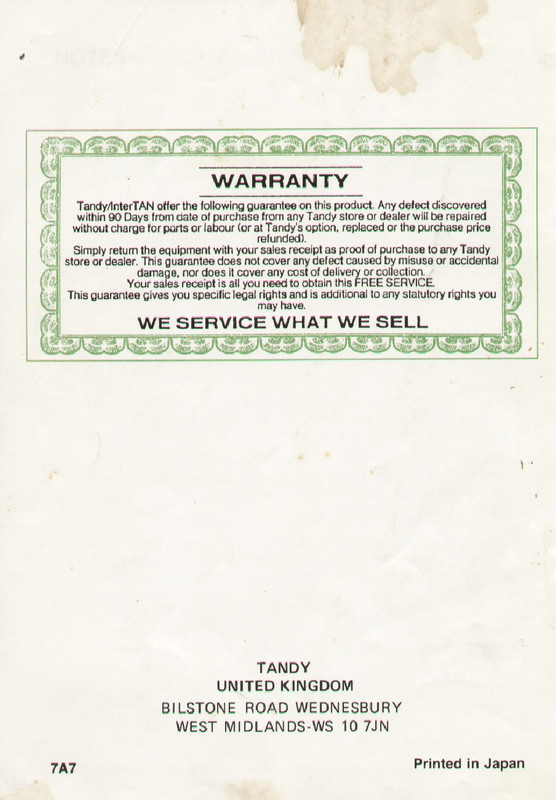 WARRANTY
Tandy/InterTAN offer the following guarantee on this product. Any defect discovered
within 90 Days from date of purchase from any Tandy store or dealer will be repaired
without charge for parts or labour (or at Tandy's option, replaced or the purchase price
refunded).
Simply return the equipment with your sales receipt as proof of purchase to any Tandy
store or dealer. This guarantee does not cover any defect caused by misuse or accidental
damage, nor does it cover any cost of delivery or collection.
Your sales receipt is all you need to obtain this FREE SERVICE.
This guarantee gives you specific legal rights and is additional to any statutory rights you
may have.
WE SERVICE WHAT WE SELL
TANDY
UNITED KINGDOM
BILSTONE ROAD WEDNESBURY
WEST MIDLANDS-WS 10 7JN
7A7
Printed in Japan